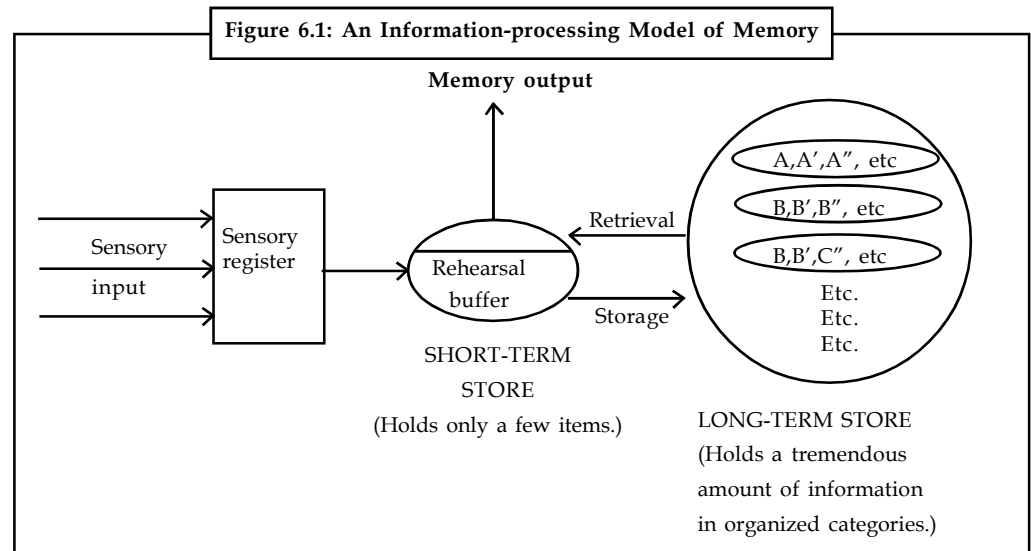 Figure 6.1: An Information-processing Model of Memory
Memory output
Sensory
input
Sensory
register
Rehearsal
buffer
Retrieval
Storage
A,A′,A″, etc
B,B′,B″, etc
B,B′,C″, etc
Etc.
Etc.
Etc.
SHORT-TERM
STORE
(Holds only a few items.)
LONG-TERM STORE
(Holds a tremendous
amount of information
in organized categories.)